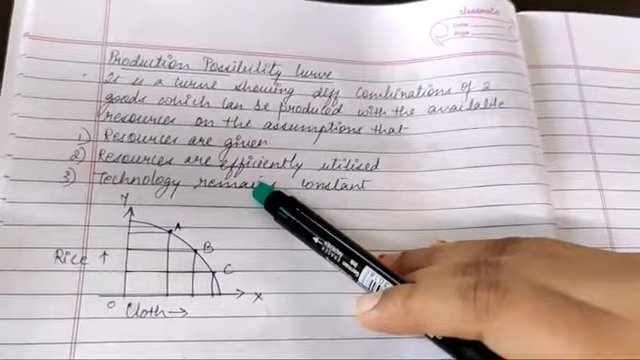 Production Possibility Curve
It is a curve showing diff combinations of 2
goods which can be produced with the available
resources on the assumptions that
1) Resources are given
2) Resources are efficiently utilised
3) Technology remains constant
Y
A
Rice ↑
B
C
O
X
Cloth →
Date
Page